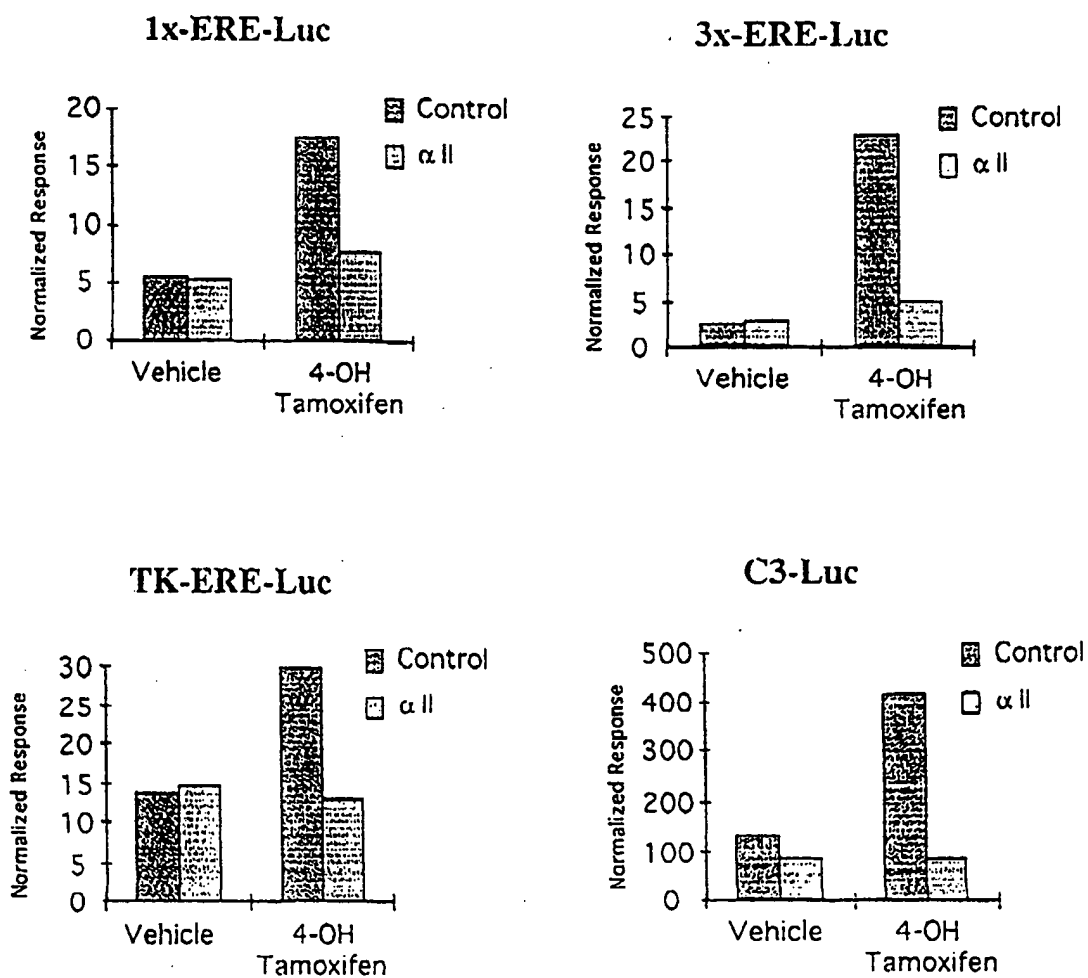 1x-ERE-Luc
Normalized Response
20
15
10
5
0
Control
α II
Vehicle
4-OH
Tamoxifen
3x-ERE-Luc
Normalized Response
25
20
15
10
5
0
Control
α II
Vehicle
4-OH
Tamoxifen
TK-ERE-Luc
Normalized Response
30
25
20
15
10
5
0
Control
α II
Vehicle
4-OH
Tamoxifen
C3-Luc
Normalized Response
500
400
300
200
100
0
Control
α II
Vehicle
4-OH
Tamoxifen